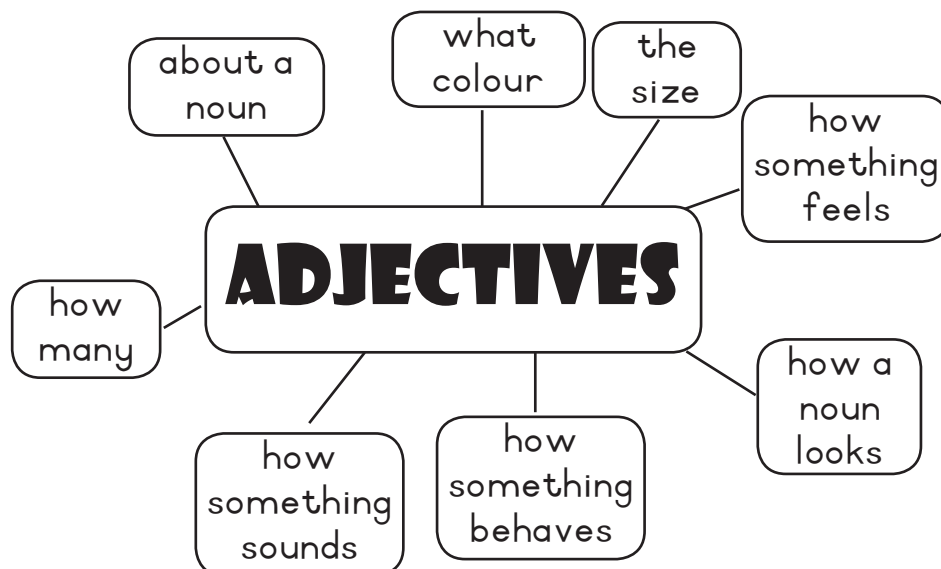 about a
noun
what
colour
the
size
how
something
feels
ADJECTIVES
how
many
how a
noun
looks
how
something
sounds
how
something
behaves